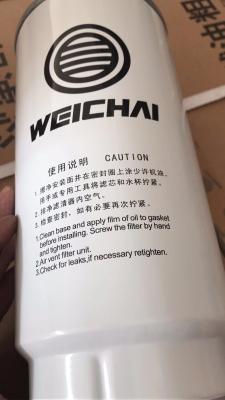 WEICHAI
使用说明 CAUTION
1.擦净安装面并在密封圈上涂少许机油,
用手或专用工具将滤芯和水杯拧紧。
2.排净滤清器内空气。
3.检查密封,如有必要再次拧紧。
1.Clean base and apply film of oil to gasket
before installing. Screw the filter by hand
and tighten.
2.Air vent filter unit.
3.Check for leaks,if necessary retighten.